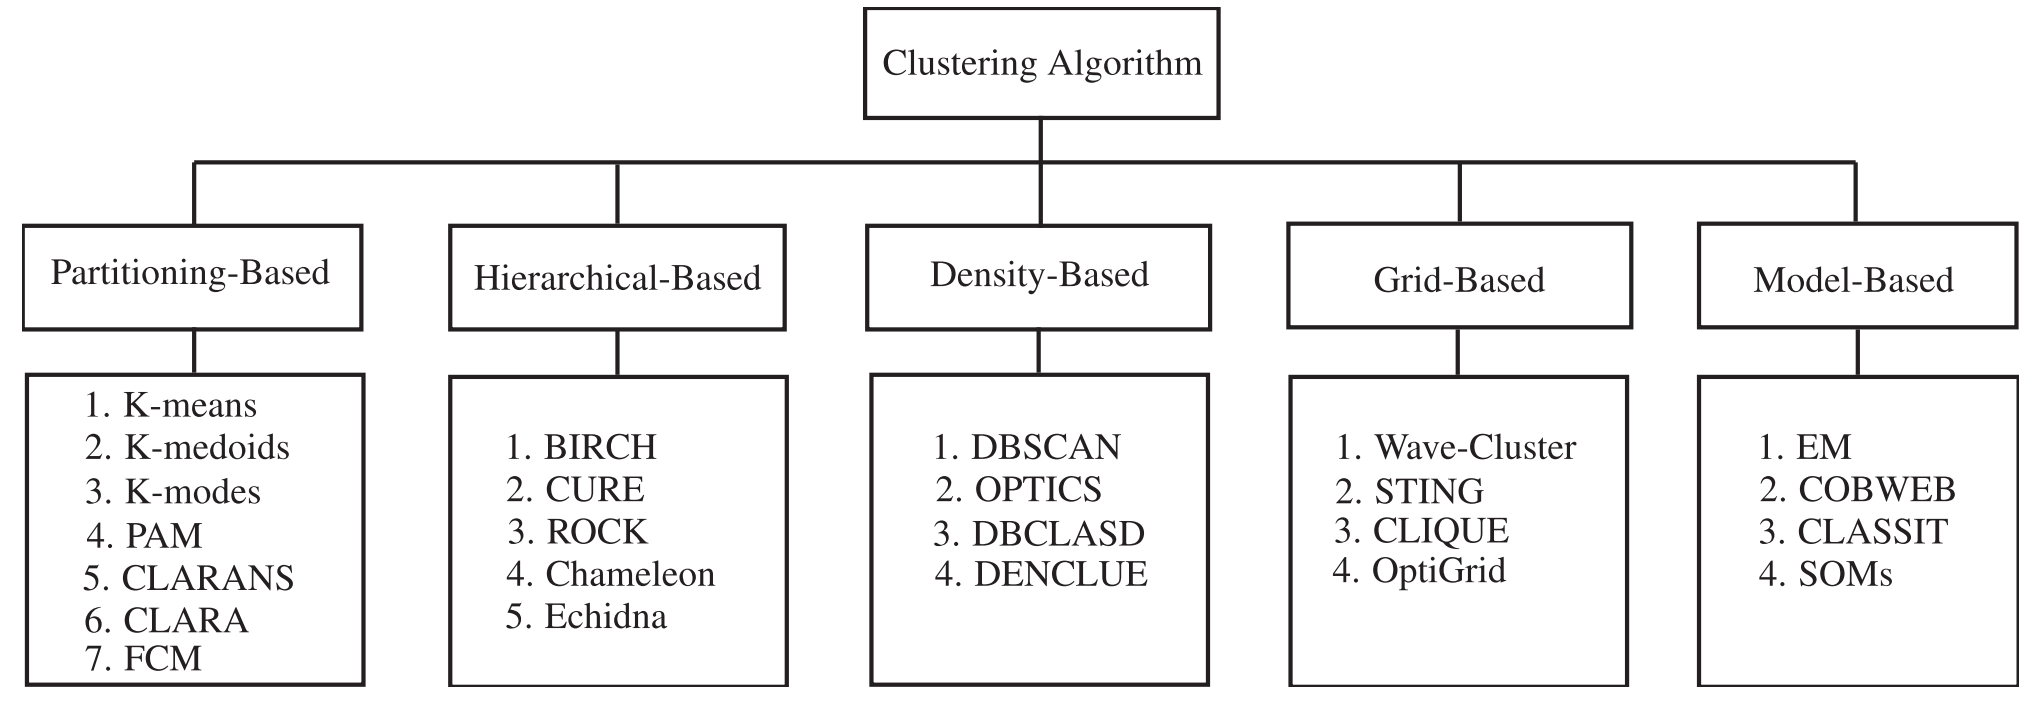 Clustering Algorithm
Partitioning-Based
Hierarchical-Based
Density-Based
Grid-Based
Model-Based
1. K-means
2. K-medoids
3. K-modes
4. PAM
5. CLARANS
6. CLARA
7. FCM
1. BIRCH
2. CURE
3. ROCK
4. Chameleon
5. Echidna
1. DBSCAN
2. OPTICS
3. DBCLASD
4. DENCLUE
1. Wave-Cluster
2. STING
3. CLIQUE
4. OptiGrid
1. EM
2. COBWEB
3. CLASSIT
4. SOMs